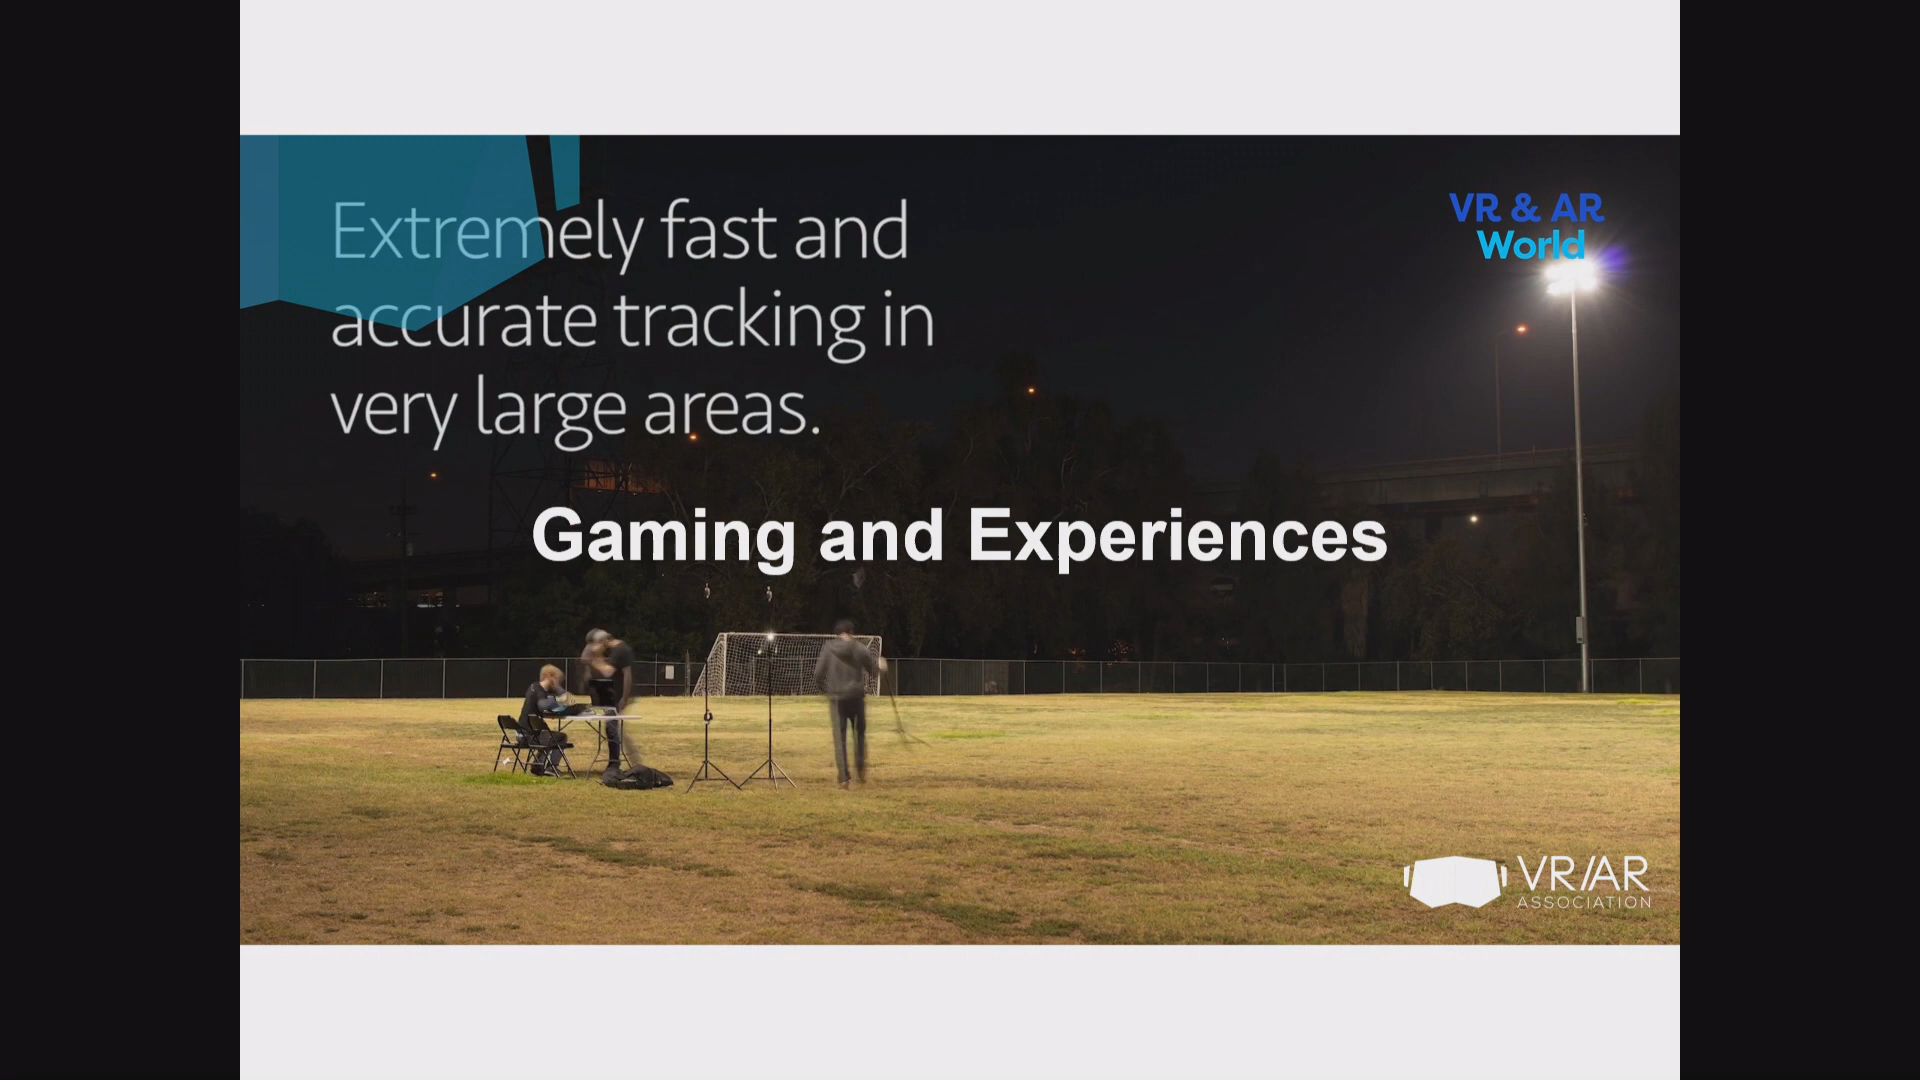 Extremely fast and
accurate tracking in
very large areas.
VR & AR
World
Gaming and Experiences
VR/AR
ASSOCIATION